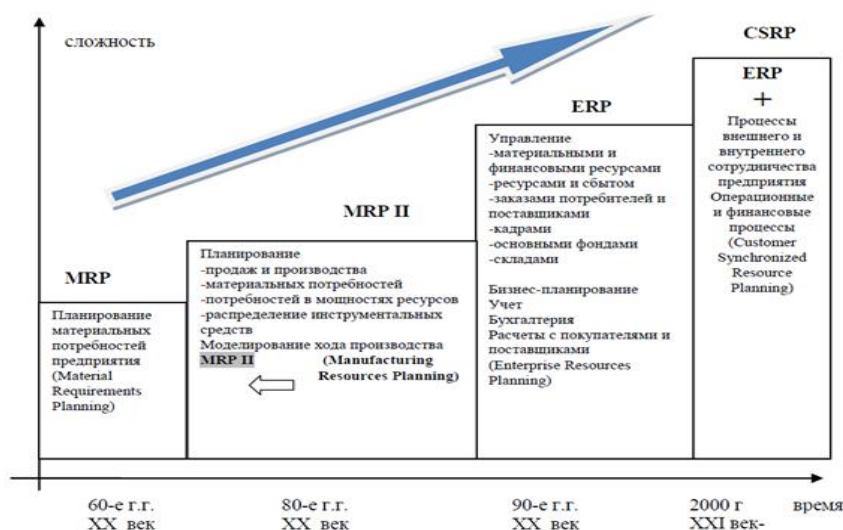 сложность
CSRP
ERP
+
Процессы
внешнего и
внутреннего
сотрудничества
предприятия
Операционные
и финансовые
процессы
(Customer
Synchronized
Resource
Planning)
ERP
Управление
-материальными и
финансовыми ресурсами
-ресурсами и сбытом
-заказами потребителей и
поставщиками
-кадрами
-основными фондами
-складами
Бизнес-планирование
Учет
Бухгалтерия
Расчеты с покупателями и
поставщиками
(Enterprise Resources
Planning)
MRP II
Планирование
-продаж и производства
-материальных потребностей
-потребностей в мощностях ресурсов
-распределение инструментальных
средств
Моделирование хода производства
MRP II (Manufacturing
Resources Planning)
MRP
Планирование
материальных
потребностей
предприятия
(Material
Requirements
Planning)
60-е г.г.
XX век
80-е г.г.
XX век
90-е г.г.
XX век
2000 г
XXI век-
время